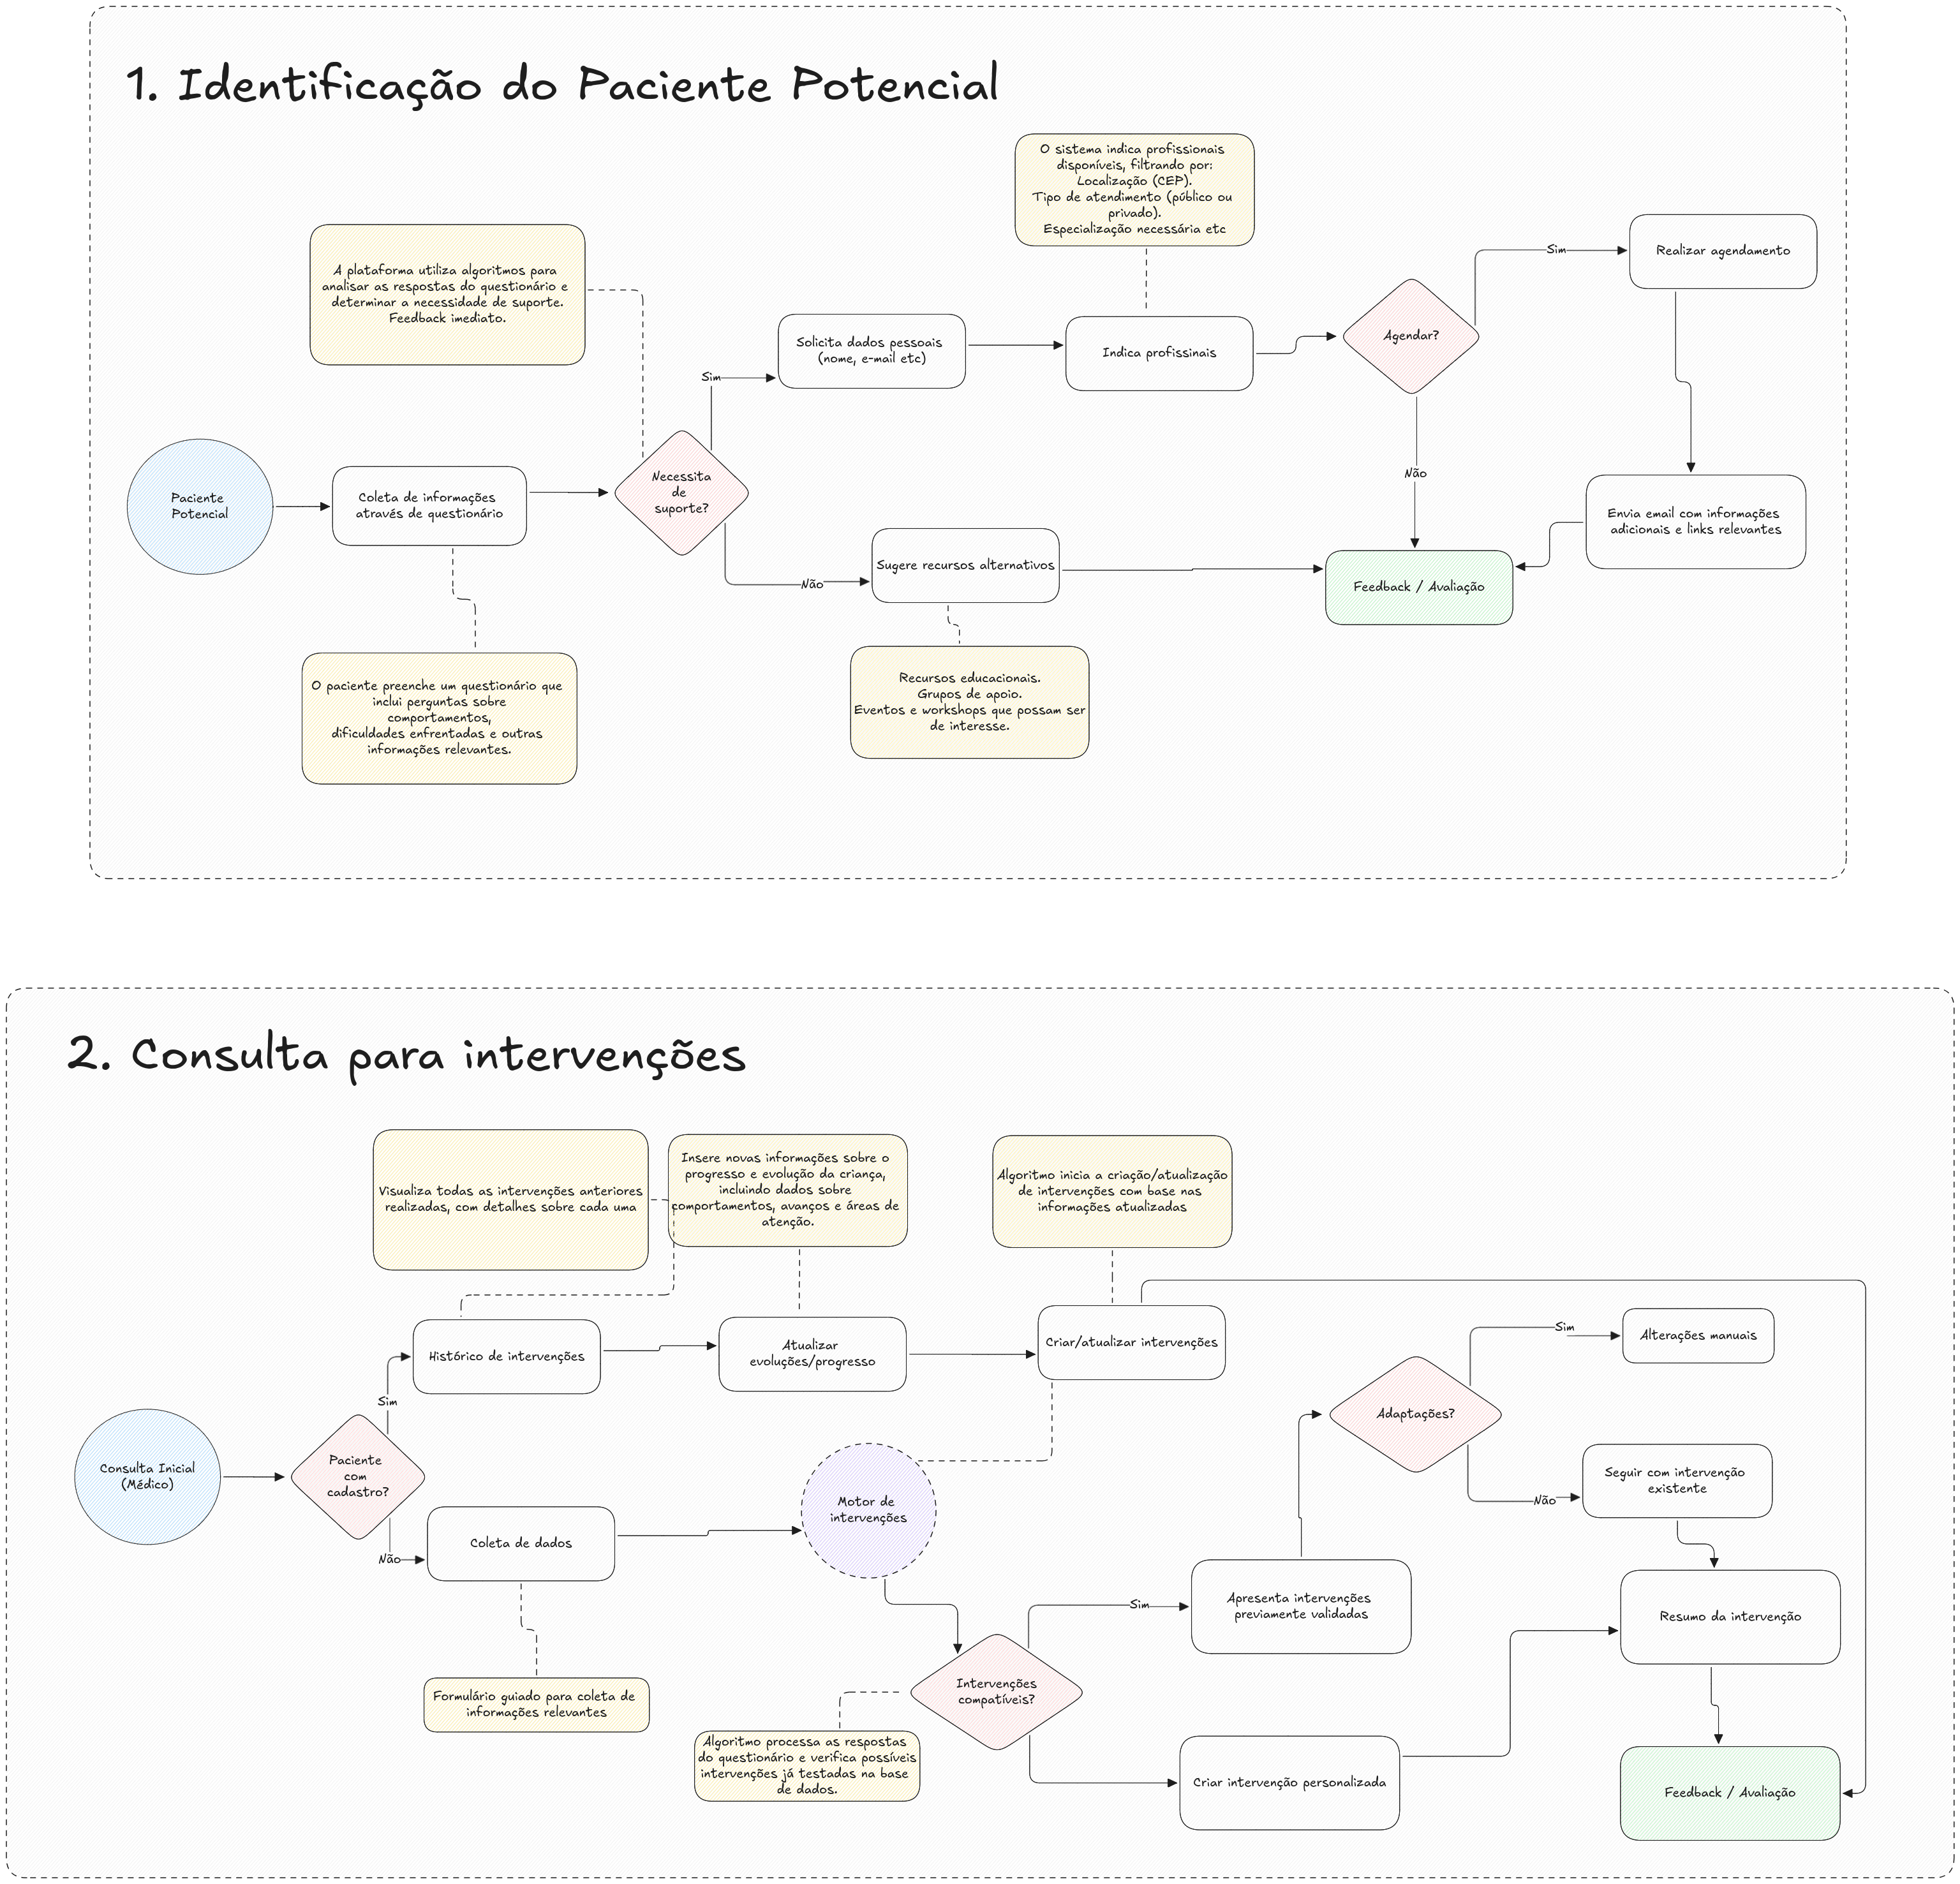 1. Identificação do Paciente Potencial
O sistema indica profissionais
disponíveis, filtrando por:
Localização (CEP).
Tipo de atendimento (público ou
privado).
Especialização necessária etc
A plataforma utiliza algoritmos para
analisar as respostas do questionário e
determinar a necessidade de suporte.
Feedback imediato.
Sim
Realizar agendamento
Solicita dados pessoais
(nome, e-mail etc)
Indica profissinais
Agendar?
Sim
Não
Paciente
Potencial
Coleta de informações
através de questionário
Necessita
de
suporte?
Envia email com informações
adicionais e links relevantes
Não
Sugere recursos alternativos
Feedback / Avaliação
O paciente preenche um questionário que
inclui perguntas sobre
comportamentos,
dificuldades enfrentadas e outras
informações relevantes.
Recursos educacionais.
Grupos de apoio.
Eventos e workshops que possam ser
de interesse.
2. Consulta para intervenções
Visualiza todas as intervenções anteriores
realizadas, com detalhes sobre cada uma
Insere novas informações sobre o
progresso e evolução da criança,
incluindo dados sobre
comportamentos, avanços e áreas de
atenção.
Algoritmo inicia a criação/atualização
de intervenções com base nas
informações atualizadas
Histórico de intervenções
Atualizar
evoluções/progresso
Criar/atualizar intervenções
Sim
Alterações manuais
Sim
Adaptações?
Consulta Inicial
(Médico)
Paciente
com
cadastro?
Seguir com intervenção
existente
Não
Motor de
intervenções
Não
Coleta de dados
Sim
Apresenta intervenções
previamente validadas
Resumo da intervenção
Formulário guiado para coleta de
informações relevantes
Intervenções
compatíveis?
Algoritmo processa as respostas
do questionário e verifica possíveis
intervenções já testadas na base
de dados.
Criar intervenção personalizada
Feedback / Avaliação